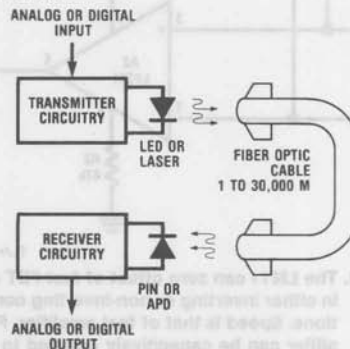 ANALOG OR DIGITAL
INPUT
TRANSMITTER
CIRCUITRY
LED OR
LASER
FIBER OPTIC
CABLE
1 TO 30,000 M
RECEIVER
CIRCUITRY
PIN OR
APD
ANALOG OR DIGITAL
OUTPUT